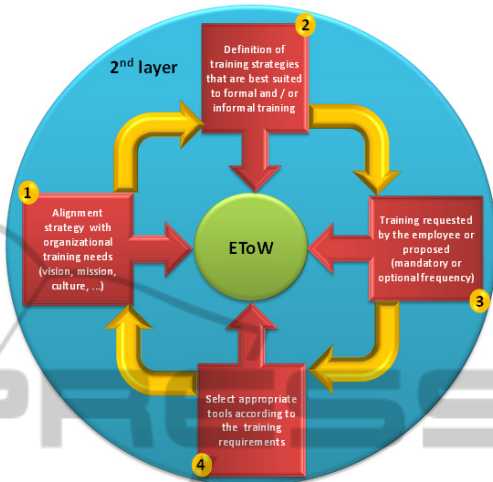 2nd layer
2
Definition of
training strategies
that are best suited
to formal and / or
informal training
1
Alignment
strategy with
organizational
training needs
(vision, mission,
culture, ...)
EToW
Training requested
by the employee or
proposed
(mandatory or
optional frequency)
3
Select appropriate
tools according to
the training
requirements
4
PRESS